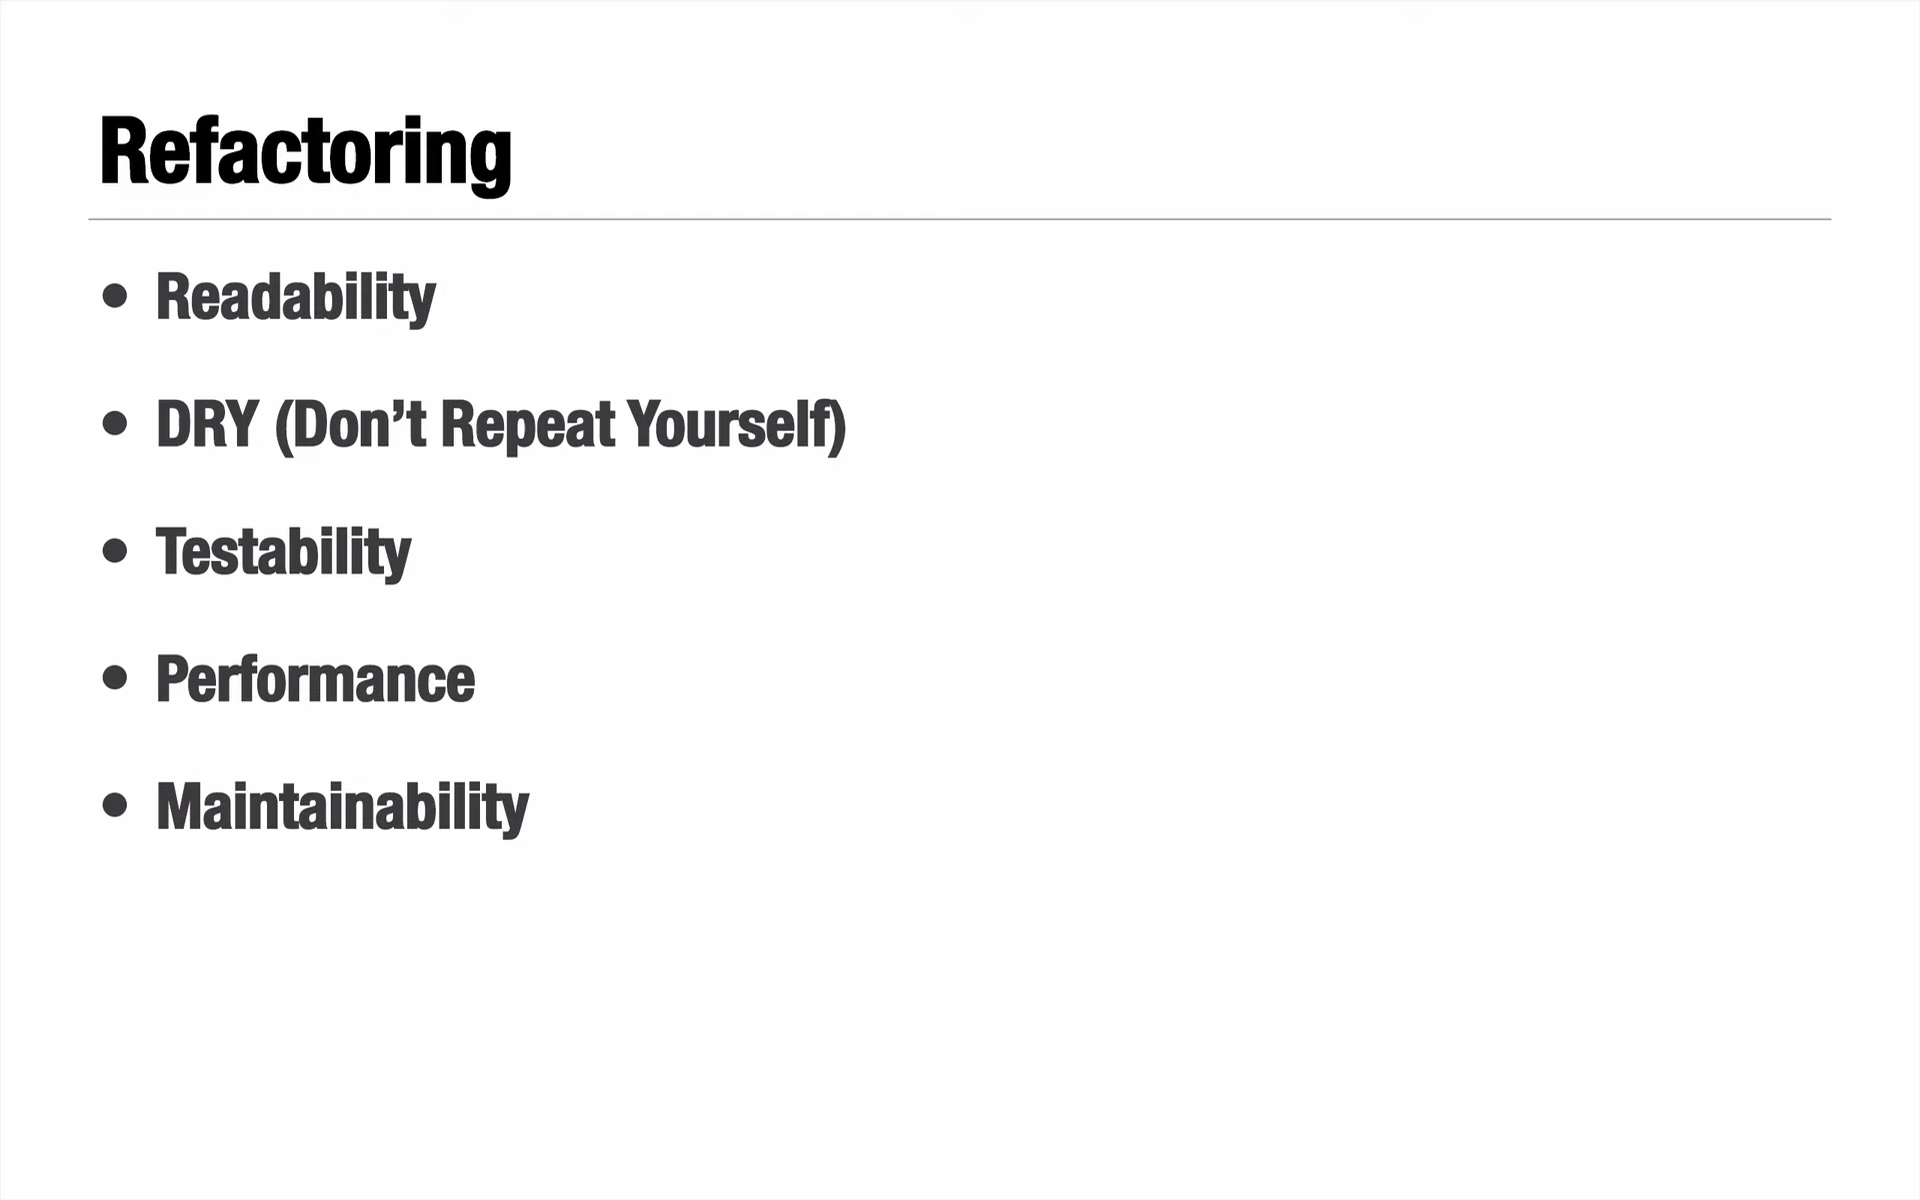 Refactoring
• Readability
• DRY (Don’t Repeat Yourself)
• Testability
• Performance
• Maintainability